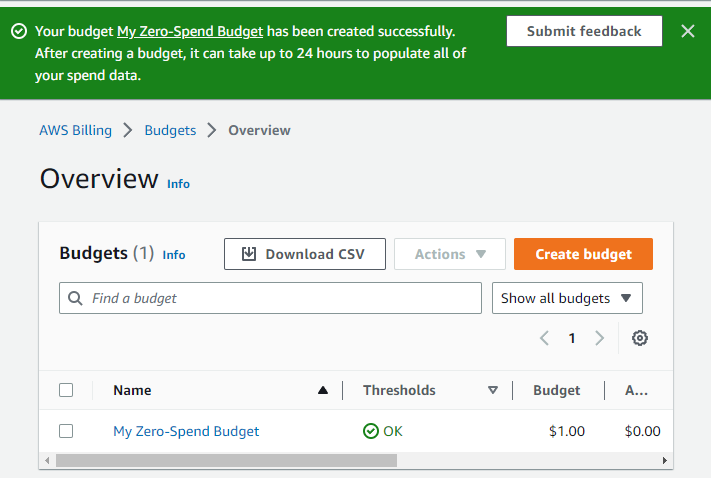 Your budget My Zero-Spend Budget has been created successfully.
After creating a budget, it can take up to 24 hours to populate all of
your spend data.
Submit feedback
AWS Billing > Budgets > Overview
Overview Info
Budgets (1) Info
Download CSV
Actions
Create budget
Find a budget
Show all budgets
1
Name Thresholds Budget A...
My Zero-Spend Budget OK $1.00 $0.00